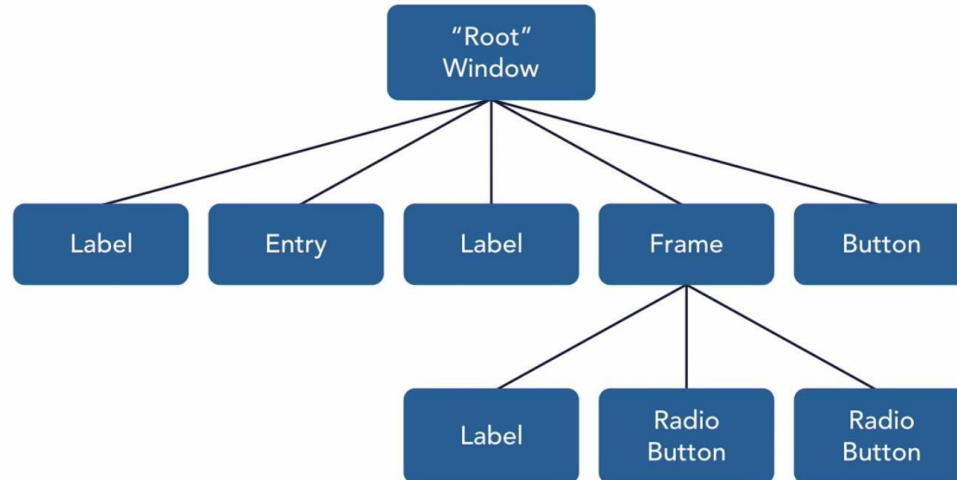 “Root”
Window
Label
Entry
Label
Frame
Button
Label
Radio
Button
Radio
Button